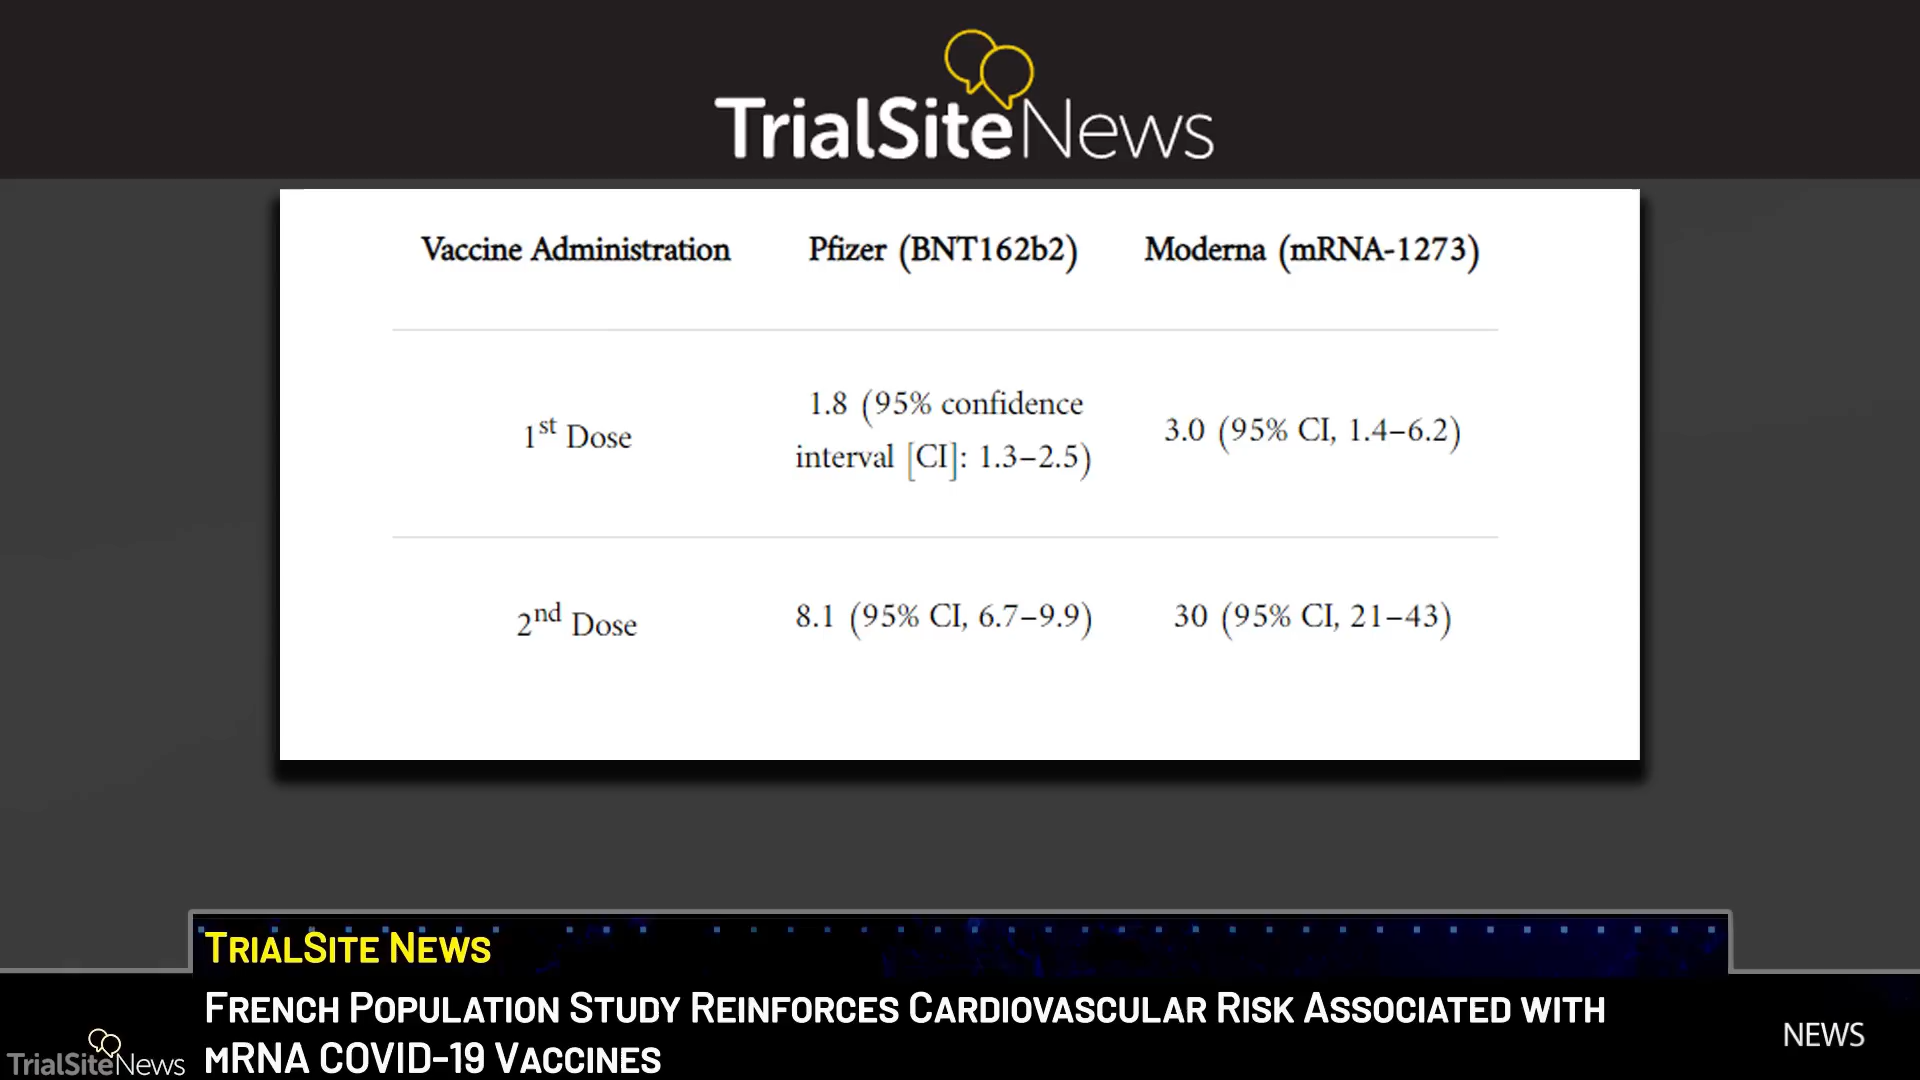 TrialSiteNews
Vaccine Administration Pfizer (BNT162b2) Moderna (mRNA-1273)
1st Dose 1.8 (95% confidence interval [CI]: 1.3–2.5) 3.0 (95% CI, 1.4–6.2)
2nd Dose 8.1 (95% CI, 6.7–9.9) 30 (95% CI, 21–43)
TrialSite News
French Population Study Reinforces Cardiovascular Risk Associated with
mRNA COVID-19 Vaccines
TrialSiteNews
NEWS